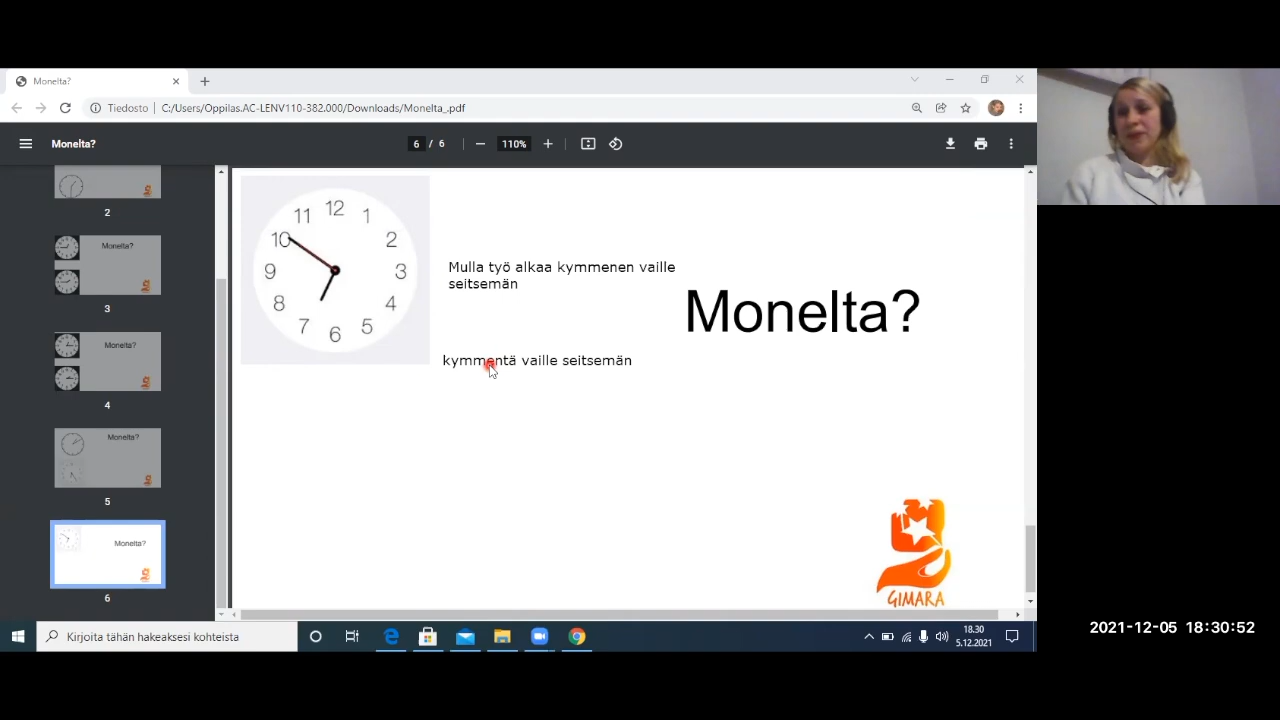 Monelta?
Tiedosto
C:/Users/Oppilas.AC-LENV110-382.000/Downloads/Monelta_.pdf
Monelta?
6 / 6
110%
2
Monelta?
3
Monelta?
4
Monelta?
5
Monelta?
6
12
11 1
10 2
9 3
8 4
7 5
6
Mulla työ alkaa kymmenen vaille
seitsemän
Monelta?
kymmentä vaille seitsemän
GIMARA
Kirjoita tähän hakeaksesi kohteista
18.30
5.12.2021
2021-12-05 18:30:52